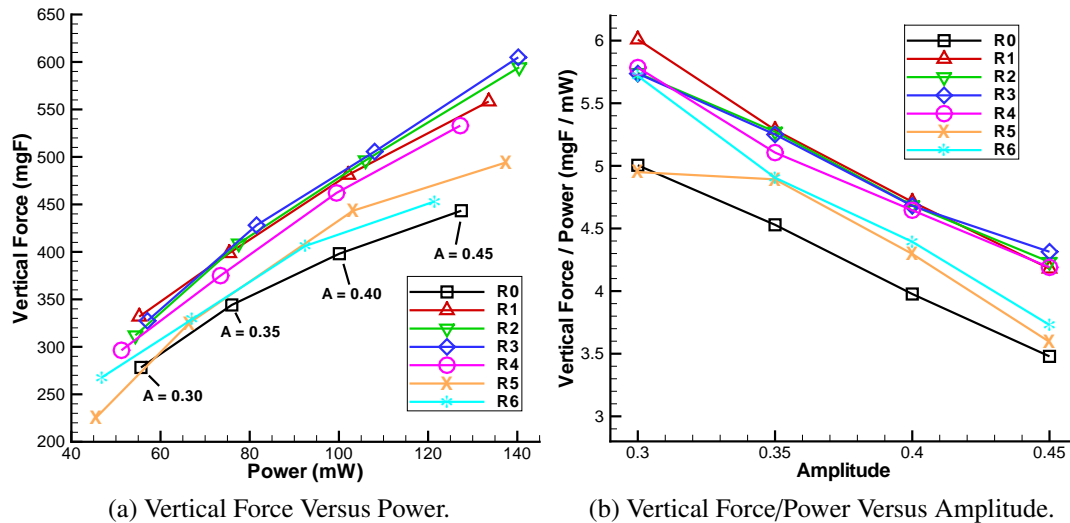 650
600
550
500
450
400
350
300
250
200
Vertical Force (mgF)
40
60
80
100
120
140
Power (mW)
A = 0.30
A = 0.35
A = 0.40
A = 0.45
R0
R1
R2
R3
R4
R5
R6
(a) Vertical Force Versus Power.
6
5.5
5
4.5
4
3.5
3
Vertical Force / Power (mgF / mW)
0.3
0.35
0.4
0.45
Amplitude
R0
R1
R2
R3
R4
R5
R6
(b) Vertical Force/Power Versus Amplitude.